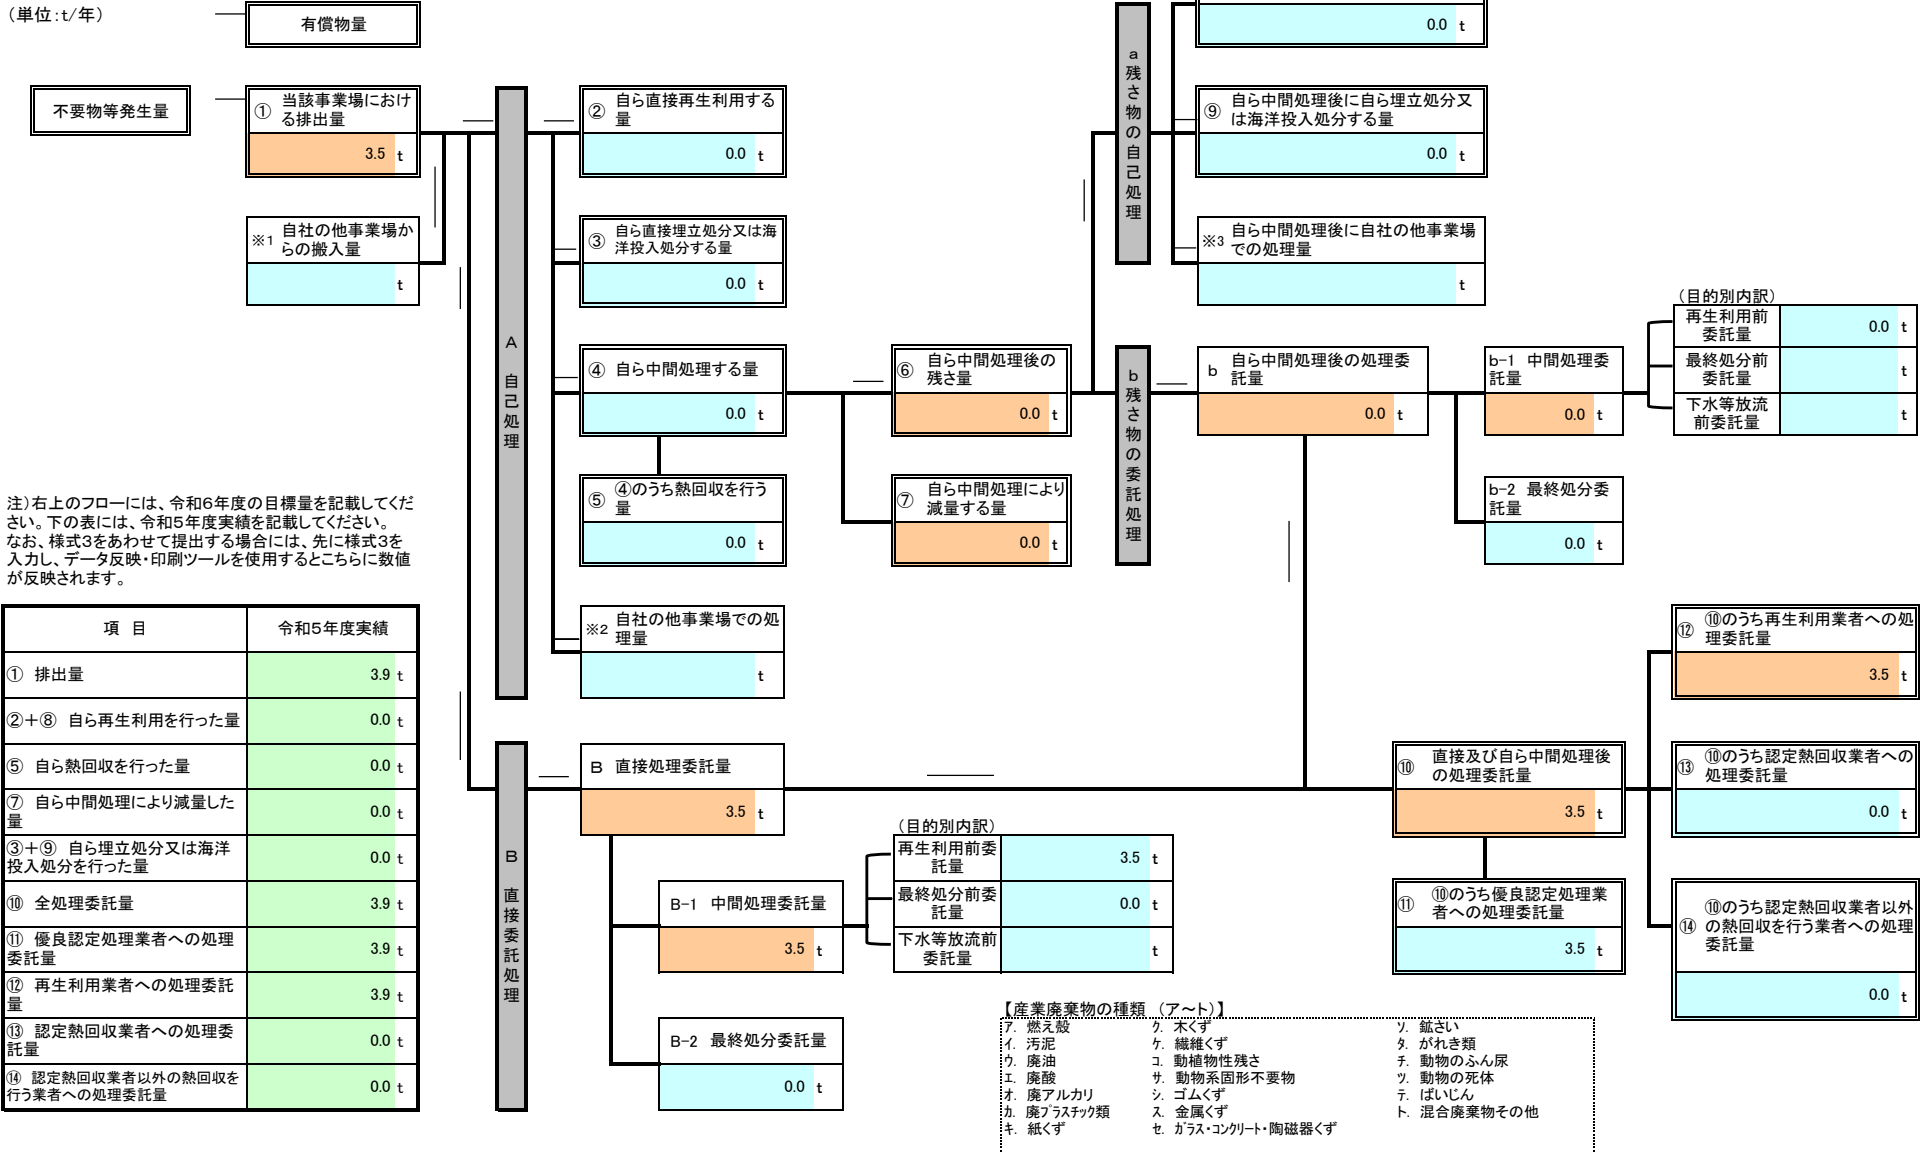 (単位:t/年)
有償物量
0.0 t
不要物等発生量
① 当該事業場におけ
る排出量
3.5 t
※1 自社の他事業場か
らの搬入量
t
A 自己処理
② 自ら直接再生利用する
量
0.0 t
③ 自ら直接埋立処分又は海
洋投入処分する量
0.0 t
④ 自ら中間処理する量
0.0 t
⑤ ④のうち熱回収を行う
量
0.0 t
※2 自社の他事業場での処
理量
t
⑥ 自ら中間処理後の
残さ量
0.0 t
⑦ 自ら中間処理により
減量する量
0.0 t
a 残さ物の自己処理
⑨ 自ら中間処理後に自ら埋立処分又
は海洋投入処分する量
0.0 t
※3 自ら中間処理後に自社の他事業場
での処理量
t
b 残さ物の委託処理
b 自ら中間処理後の処理委
託量
0.0 t
b-1 中間処理委
託量
0.0 t
b-2 最終処分委
託量
0.0 t
(目的別内訳)
再生利用前
委託量
0.0 t
最終処分前
委託量
t
下水等放流
前委託量
t
注)右上のフローには、令和6年度の目標量を記載してくだ
さい。下の表には、令和5年度実績を記載してください。
なお、様式3をあわせて提出する場合には、先に様式3を
入力し、データ反映・印刷ツールを使用するとこちらに数値
が反映されます。
項 目 令和5年度実績
① 排出量 3.9 t
②+⑧ 自ら再生利用を行った量 0.0 t
⑤ 自ら熱回収を行った量 0.0 t
⑦ 自ら中間処理により減量した
量 0.0 t
③+⑨ 自ら埋立処分又は海洋
投入処分を行った量 0.0 t
⑩ 全処理委託量 3.9 t
⑪ 優良認定処理業者への処理
委託量 3.9 t
⑫ 再生利用業者への処理委託
量 3.9 t
⑬ 認定熱回収業者への処理委
託量 0.0 t
⑭ 認定熱回収業者以外の熱回収を
行う業者への処理委託量 0.0 t
B 直接委託処理
B 直接処理委託量
3.5 t
B-1 中間処理委託量
3.5 t
B-2 最終処分委託量
0.0 t
(目的別内訳)
再生利用前委
託量
3.5 t
最終処分前委
託量
0.0 t
下水等放流前
委託量
t
⑩ 直接及び自ら中間処理後
の処理委託量
3.5 t
⑪ ⑩のうち優良認定処理業
者への処理委託量
3.5 t
⑫ ⑩のうち再生利用業者への処
理委託量
3.5 t
⑬ ⑩のうち認定熱回収業者への
処理委託量
0.0 t
⑭ ⑩のうち認定熱回収業者以外
の熱回収を行う業者への処理
委託量
0.0 t
【産業廃棄物の種類 (ア~ト)】
ア. 燃え殻
イ. 汚泥
ウ. 廃油
エ. 廃酸
オ. 廃アルカリ
カ. 廃プラスチック類
キ. 紙くず
ク. 木くず
ケ. 繊維くず
コ. 動植物性残さ
サ. 動物系固形不要物
シ. ゴムくず
ス. 金属くず
セ. ガラス・コンクリート・陶磁器くず
ソ. 鉱さい
タ. がれき類
チ. 動物のふん尿
ツ. 動物の死体
テ. ばいじん
ト. 混合廃棄物その他